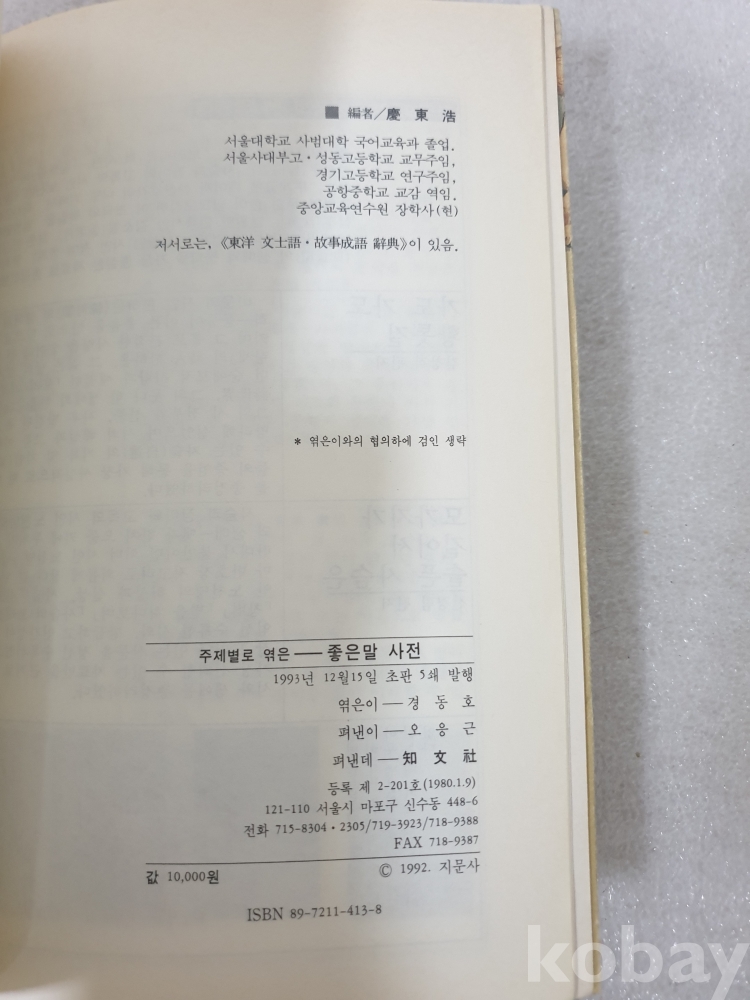 ■ 編者/慶東浩
서울대학교 사범대학 국어교육과 졸업.
서울사대부고·성동고등학교 교무주임,
경기고등학교 연구주임,
공항중학교 교감 역임.
중앙교육연수원 장학사(현)
저서로는, 《東洋 文士語·故事成語 辭典》이 있음.
* 엮은이와의 협의하에 검인 생략
주제별로 엮은──좋은말 사전
1993년 12월15일 초판 5쇄 발행
엮은이──경 동 호
펴낸이──오 응 근
펴낸데──知 文 社
등록 제 2-201호(1980.1.9)
121-110 서울시 마포구 신수동 448-6
전화 715-8304·2305/719-3923/718-9388
FAX 718-9387
값 10,000원 © 1992. 지문사
ISBN 89-7211-413-8
kobay